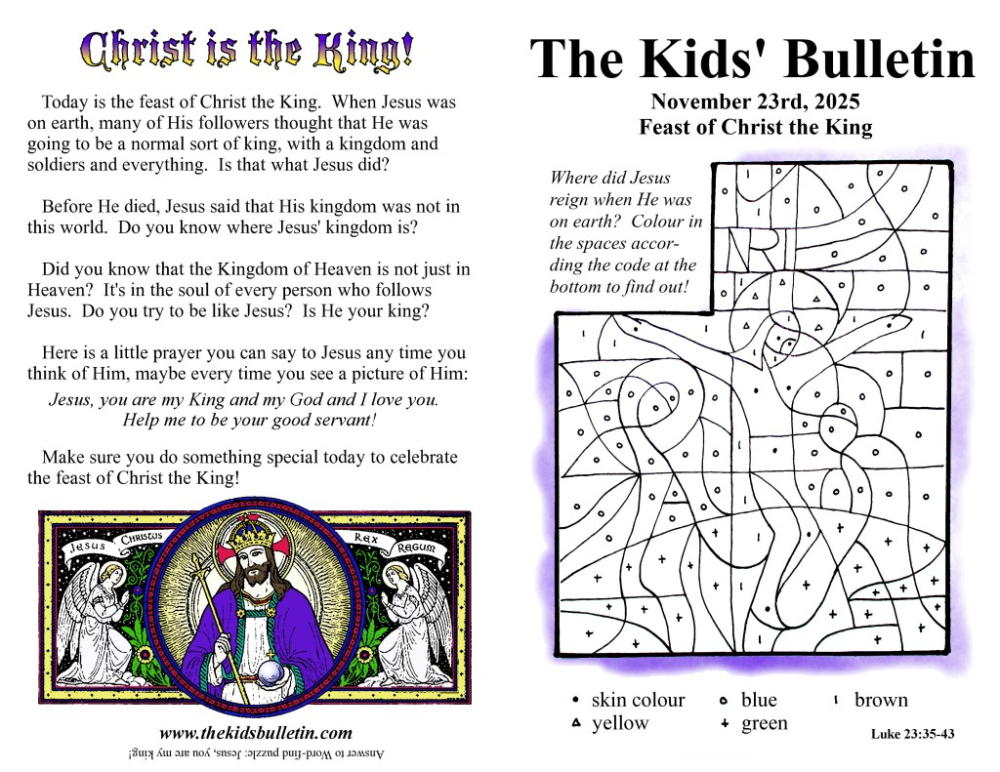 Christ is the King!
Today is the feast of Christ the King. When Jesus was
on earth, many of His followers thought that He was
going to be a normal sort of king, with a kingdom and
soldiers and everything. Is that what Jesus did?
Before He died, Jesus said that His kingdom was not in
this world. Do you know where Jesus' kingdom is?
Did you know that the Kingdom of Heaven is not just in
Heaven? It's in the soul of every person who follows
Jesus. Do you try to be like Jesus? Is He your king?
Here is a little prayer you can say to Jesus any time you
think of Him, maybe every time you see a picture of Him:
Jesus, you are my King and my God and I love you.
Help me to be your good servant!
Make sure you do something special today to celebrate
the feast of Christ the King!
JESUS CHRISTUS REX REGUM
www.thekidsbulletin.com
Answer to Word-find puzzle: Jesus, you are my king!
The Kids' Bulletin
November 23rd, 2025
Feast of Christ the King
Where did Jesus
reign when He was
on earth? Colour in
the spaces accor-
ding the code at the
bottom to find out!
INRI
skin colour
blue
brown
yellow
green
Luke 23:35-43